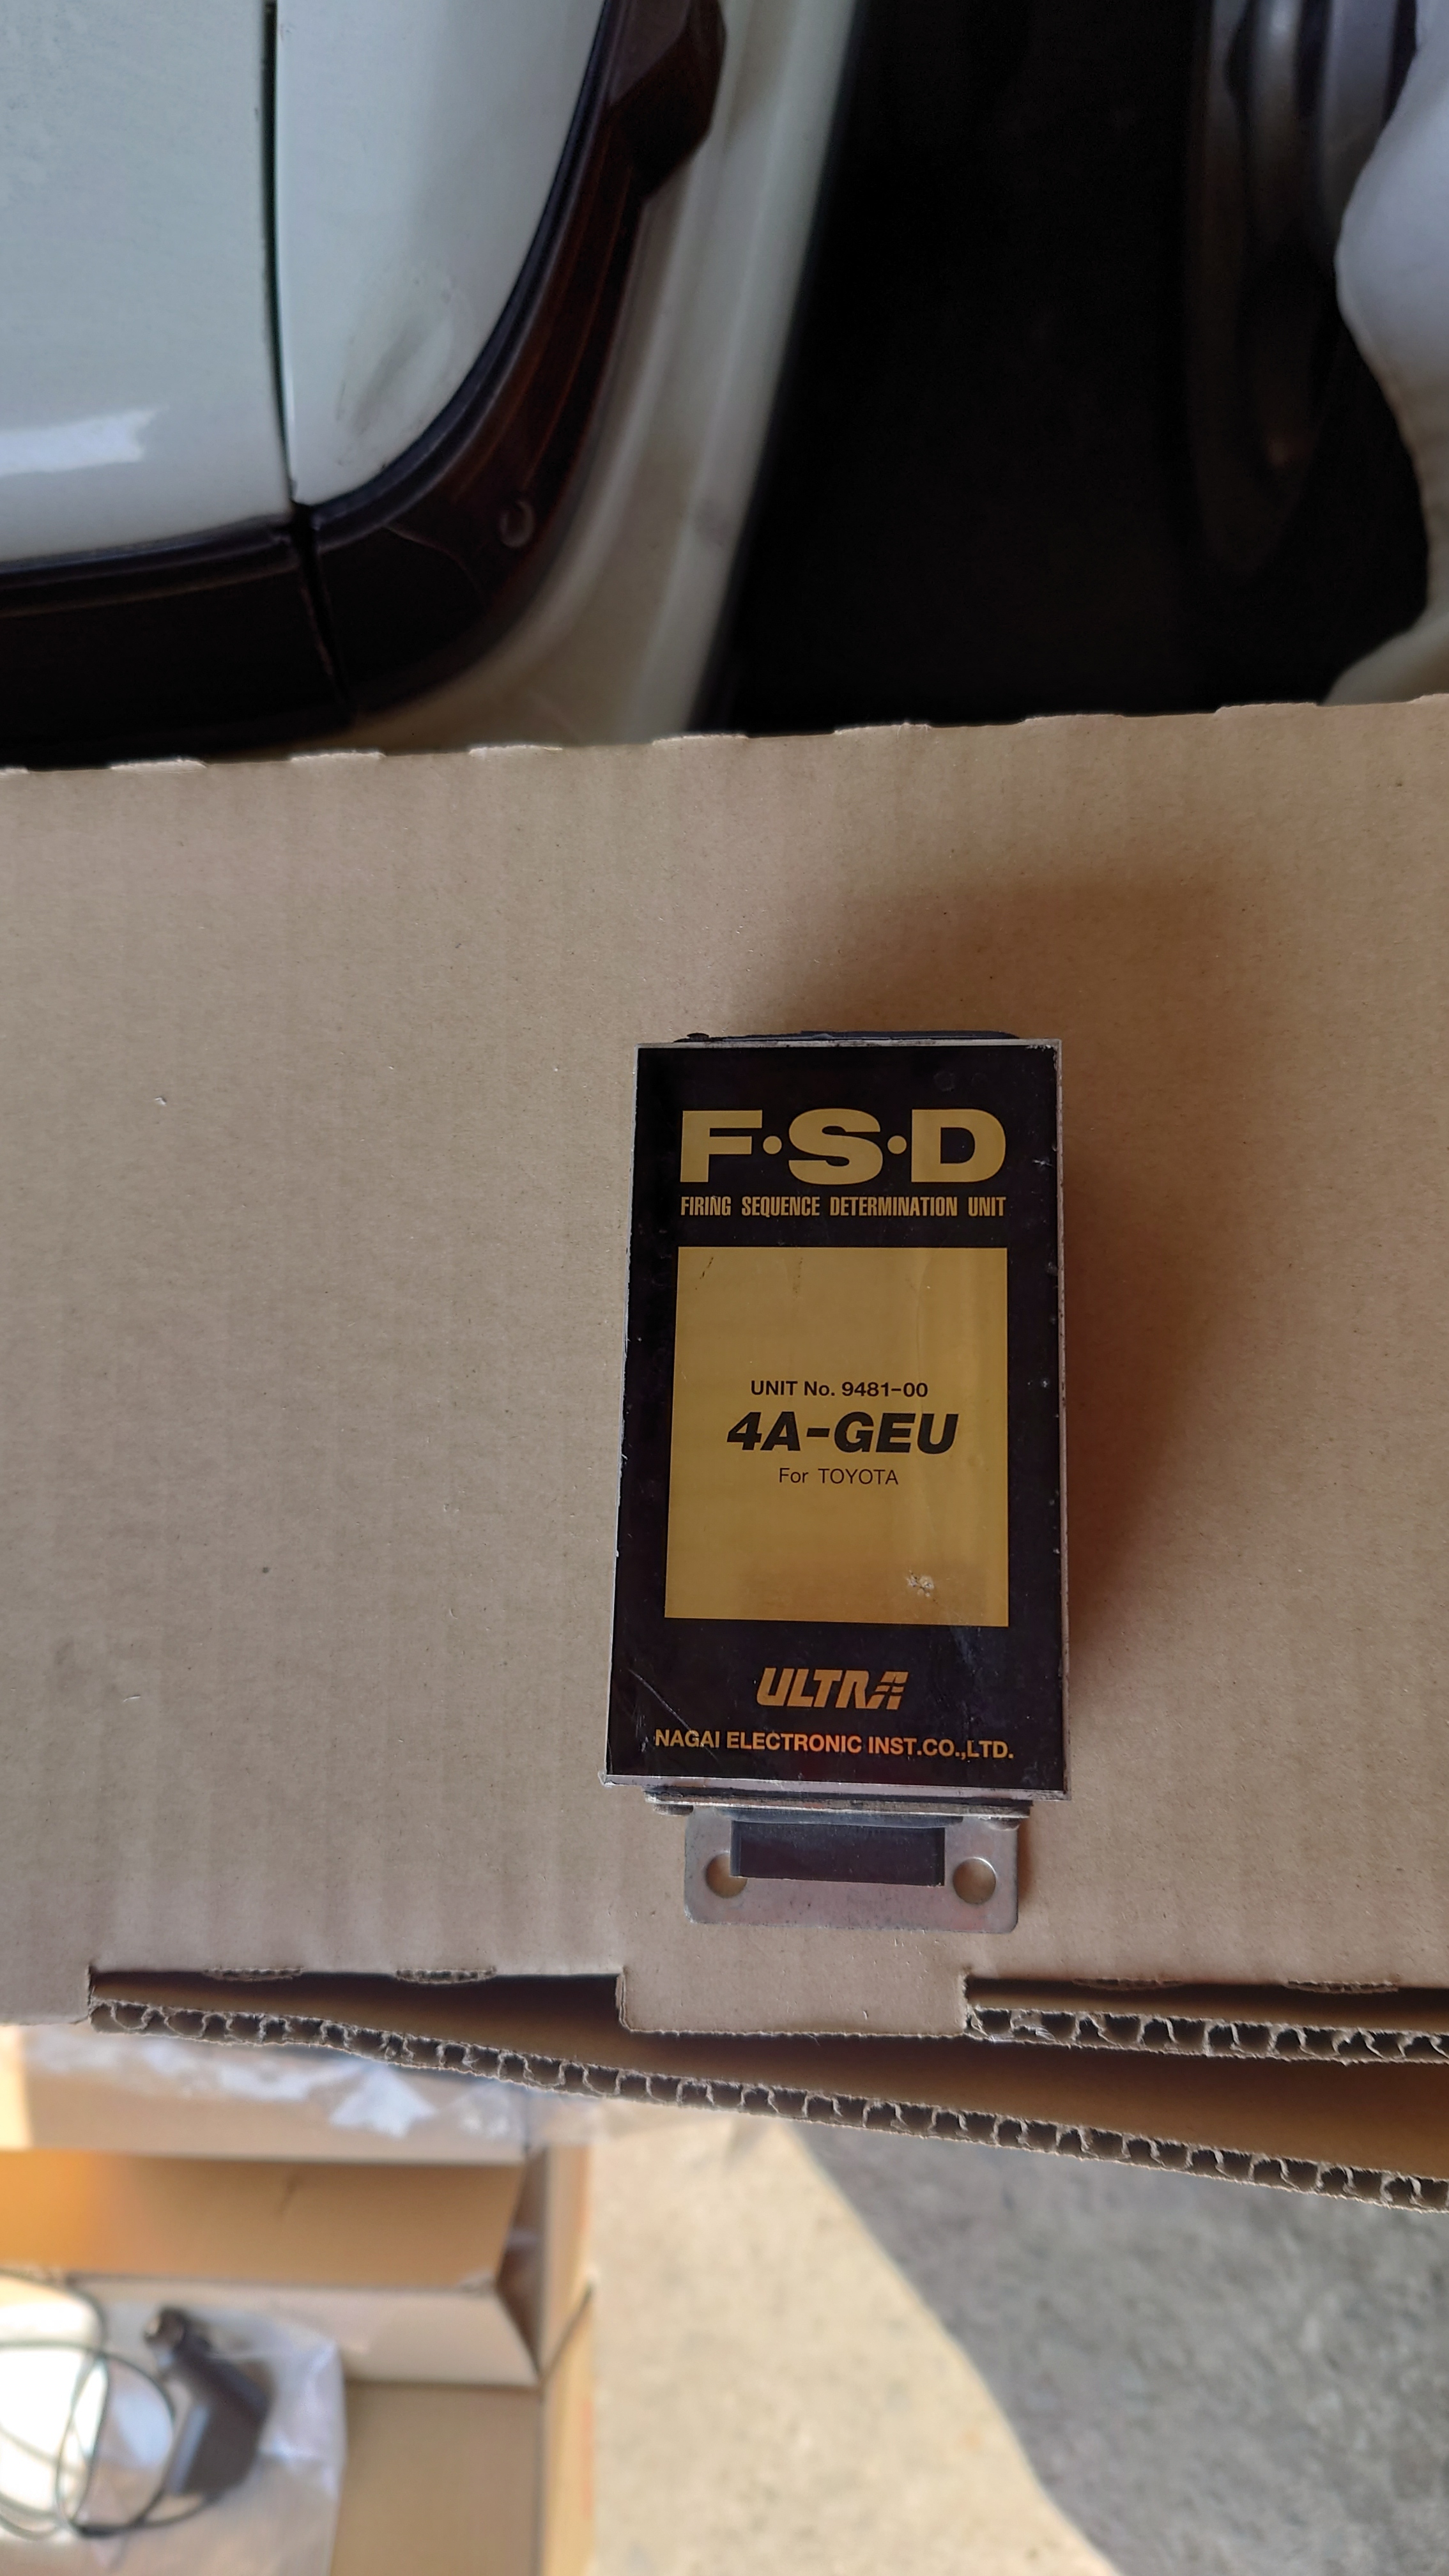 F·S·D
FIRING SEQUENCE DETERMINATION UNIT
UNIT No. 9481-00
4A-GEU
For TOYOTA
ULTRA
NAGAI ELECTRONIC INST.CO.,LTD.